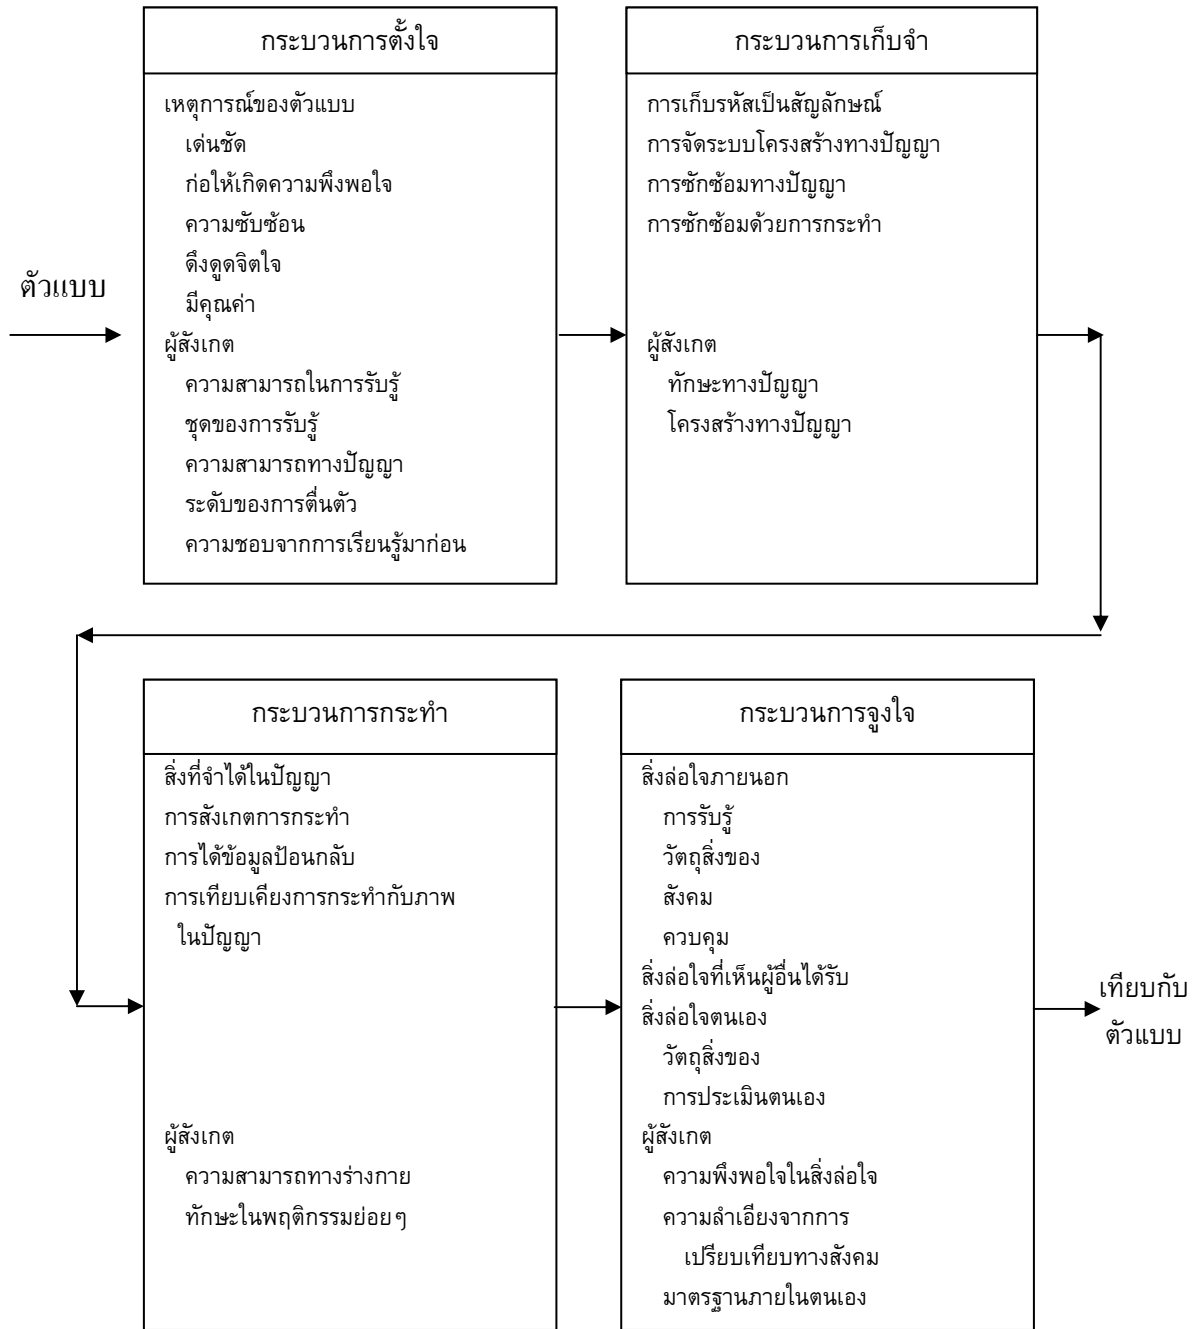 ตัวแบบ
กระบวนการตั้งใจ
เหตุการณ์ของตัวแบบ
เด่นชัด
ก่อให้เกิดความพึงพอใจ
ความซับซ้อน
ดึงดูดจิตใจ
มีคุณค่า
ผู้สังเกต
ความสามารถในการรับรู้
ชุดของการรับรู้
ความสามารถทางปัญญา
ระดับของการตื่นตัว
ความชอบจากการเรียนรู้มาก่อน
กระบวนการเก็บจำ
การเก็บรหัสเป็นสัญลักษณ์
การจัดระบบโครงสร้างทางปัญญา
การซักซ้อมทางปัญญา
การซักซ้อมด้วยการกระทำ
ผู้สังเกต
ทักษะทางปัญญา
โครงสร้างทางปัญญา
กระบวนการกระทำ
สิ่งที่จำได้ในปัญญา
การสังเกตการกระทำ
การได้ข้อมูลป้อนกลับ
การเทียบเคียงการกระทำกับภาพ
ในปัญญา
ผู้สังเกต
ความสามารถทางร่างกาย
ทักษะในพฤติกรรมย่อยๆ
กระบวนการจูงใจ
สิ่งล่อใจภายนอก
การรับรู้
วัตถุสิ่งของ
สังคม
ควบคุม
สิ่งล่อใจที่เห็นผู้อื่นได้รับ
สิ่งล่อใจตนเอง
วัตถุสิ่งของ
การประเมินตนเอง
ผู้สังเกต
ความพึงพอใจในสิ่งล่อใจ
ความลำเอียงจากการ
เปรียบเทียบทางสังคม
มาตรฐานภายในตนเอง
เทียบกับ
ตัวแบบ